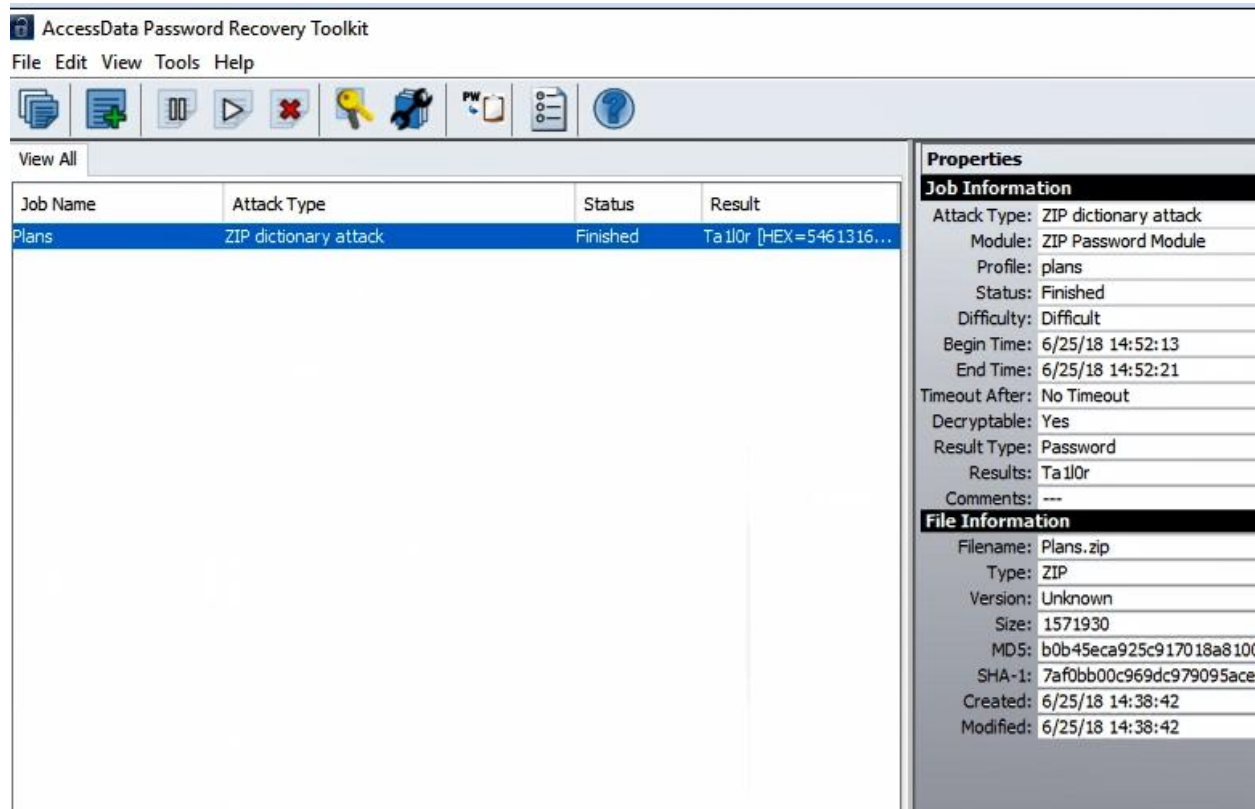 AccessData Password Recovery Toolkit
File Edit View Tools Help
PW
View All
Job Name Attack Type Status Result
Plans ZIP dictionary attack Finished Ta1l0r [HEX=5461316...
Properties
Job Information
Attack Type: ZIP dictionary attack
Module: ZIP Password Module
Profile: plans
Status: Finished
Difficulty: Difficult
Begin Time: 6/25/18 14:52:13
End Time: 6/25/18 14:52:21
Timeout After: No Timeout
Decryptable: Yes
Result Type: Password
Results: Ta1l0r
Comments: ---
File Information
Filename: Plans.zip
Type: ZIP
Version: Unknown
Size: 1571930
MD5: b0b45eca925c917018a8100
SHA-1: 7af0bb00c969dc979095ace
Created: 6/25/18 14:38:42
Modified: 6/25/18 14:38:42